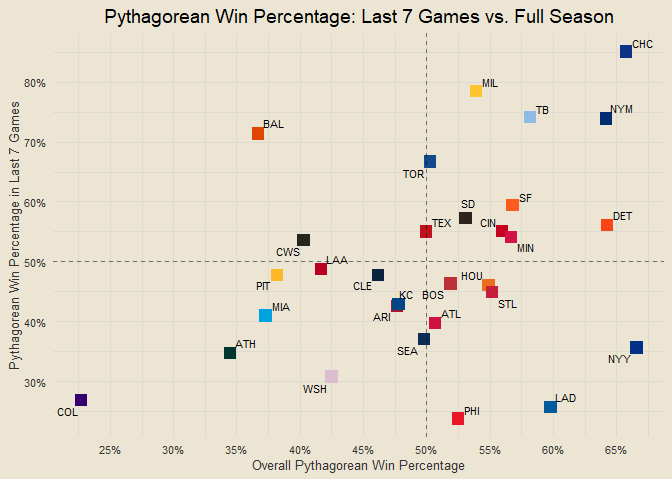 Pythagorean Win Percentage: Last 7 Games vs. Full Season
CHC
MIL
TB
NYM
BAL
TOR
SD
SF
DET
TEX
CIN
MIN
CWS
LAA
PIT
CLE
HOU
KC
BOS
STL
MIA
ARI
ATL
ATH
SEA
NYY
WSH
COL
LAD
PHI
80%
70%
60%
50%
40%
30%
Pythagorean Win Percentage in Last 7 Games
25%
30%
35%
40%
45%
50%
55%
60%
65%
Overall Pythagorean Win Percentage